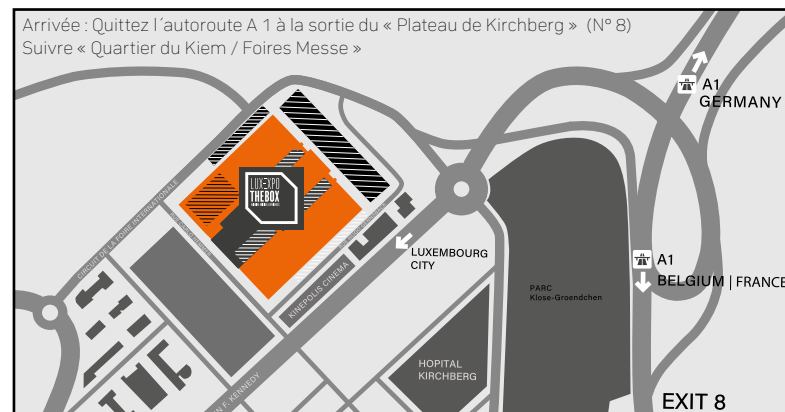 Arrivée : Quittez l´autoroute A 1 à la sortie du « Plateau de Kirchberg » (N° 8)
Suivre « Quartier du Kiem / Foires Messe »
A1
GERMANY
LUXEXPO
THEBOX
CIRCUIT DE LA FOIRE INTERNATIONALE
LUXEMBOURG
CITY
KINEPOLIS CINEMA
A1
BELGIUM | FRANCE
PARC
Klose-Groendchen
HOPITAL
KIRCHBERG
N F. KENNEDY
EXIT 8